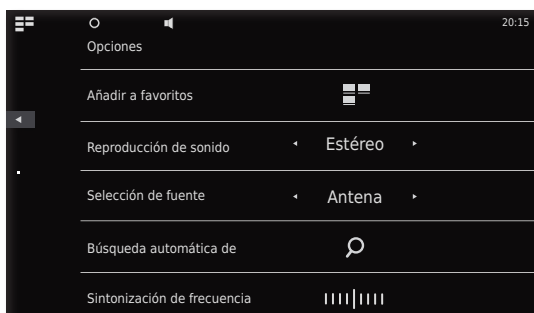 20:15
Opciones
Añadir a favoritos
Reproducción de sonido Estéreo
Selección de fuente Antena
Búsqueda automática de
Sintonización de frecuencia